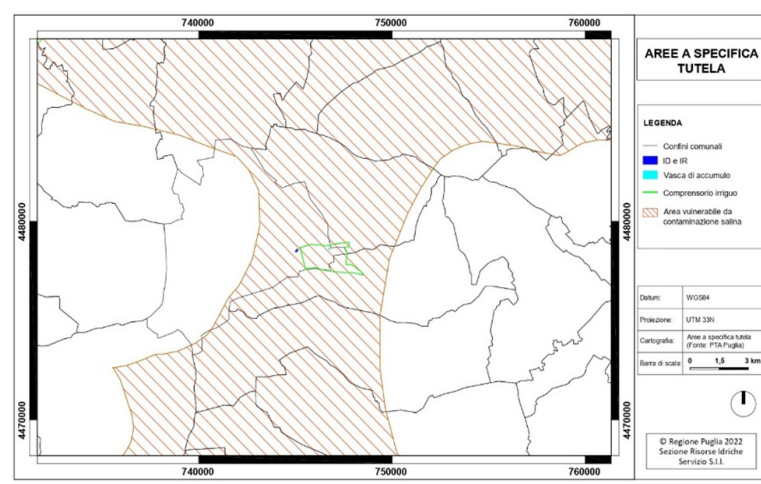 740000
750000
760000
4480000
4470000
4480000
4470000
740000
750000
760000
AREE A SPECIFICA
TUTELA
LEGENDA
Confini comunali
ID e IR
Vasca di accumulo
Comprensorio irriguo
Area vulnerabile da
contaminazione salina
Datum: WGS84
Proiezione: UTM 33N
Cartografia: Aree a specifica tutela
(Fonte: PTA Puglia)
Barra di scala: 0 1,5 3 km
© Regione Puglia 2022
Sezione Risorse Idriche
Servizio S.I.I.